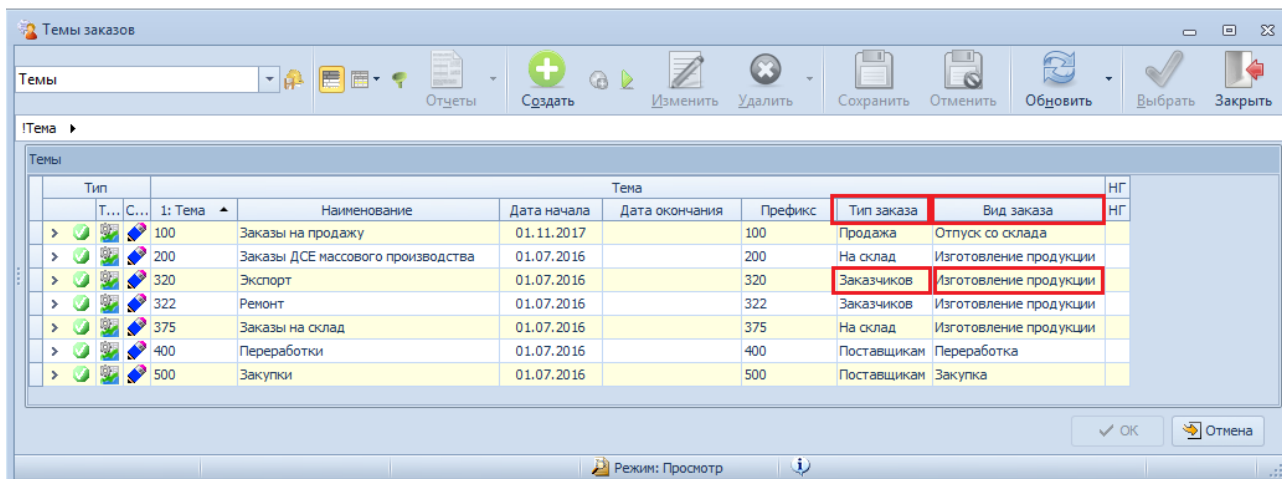 Темы заказов
Темы
Отчеты Создать Изменить Удалить Сохранить Отменить Обновить Выбрать Закрыть
!Тема
Темы
Тип Тема НГ
Т... С... 1: Тема Наименование Дата начала Дата окончания Префикс Тип заказа Вид заказа НГ
100 Заказы на продажу 01.11.2017 100 Продажа Отпуск со склада
200 Заказы ДСЕ массового производства 01.07.2016 200 На склад Изготовление продукции
320 Экспорт 01.07.2016 320 Заказчиков Изготовление продукции
322 Ремонт 01.07.2016 322 Заказчиков Изготовление продукции
375 Заказы на склад 01.07.2016 375 На склад Изготовление продукции
400 Переработки 01.07.2016 400 Поставщикам Переработка
500 Закупки 01.07.2016 500 Поставщикам Закупка
OK Отмена
Режим: Просмотр